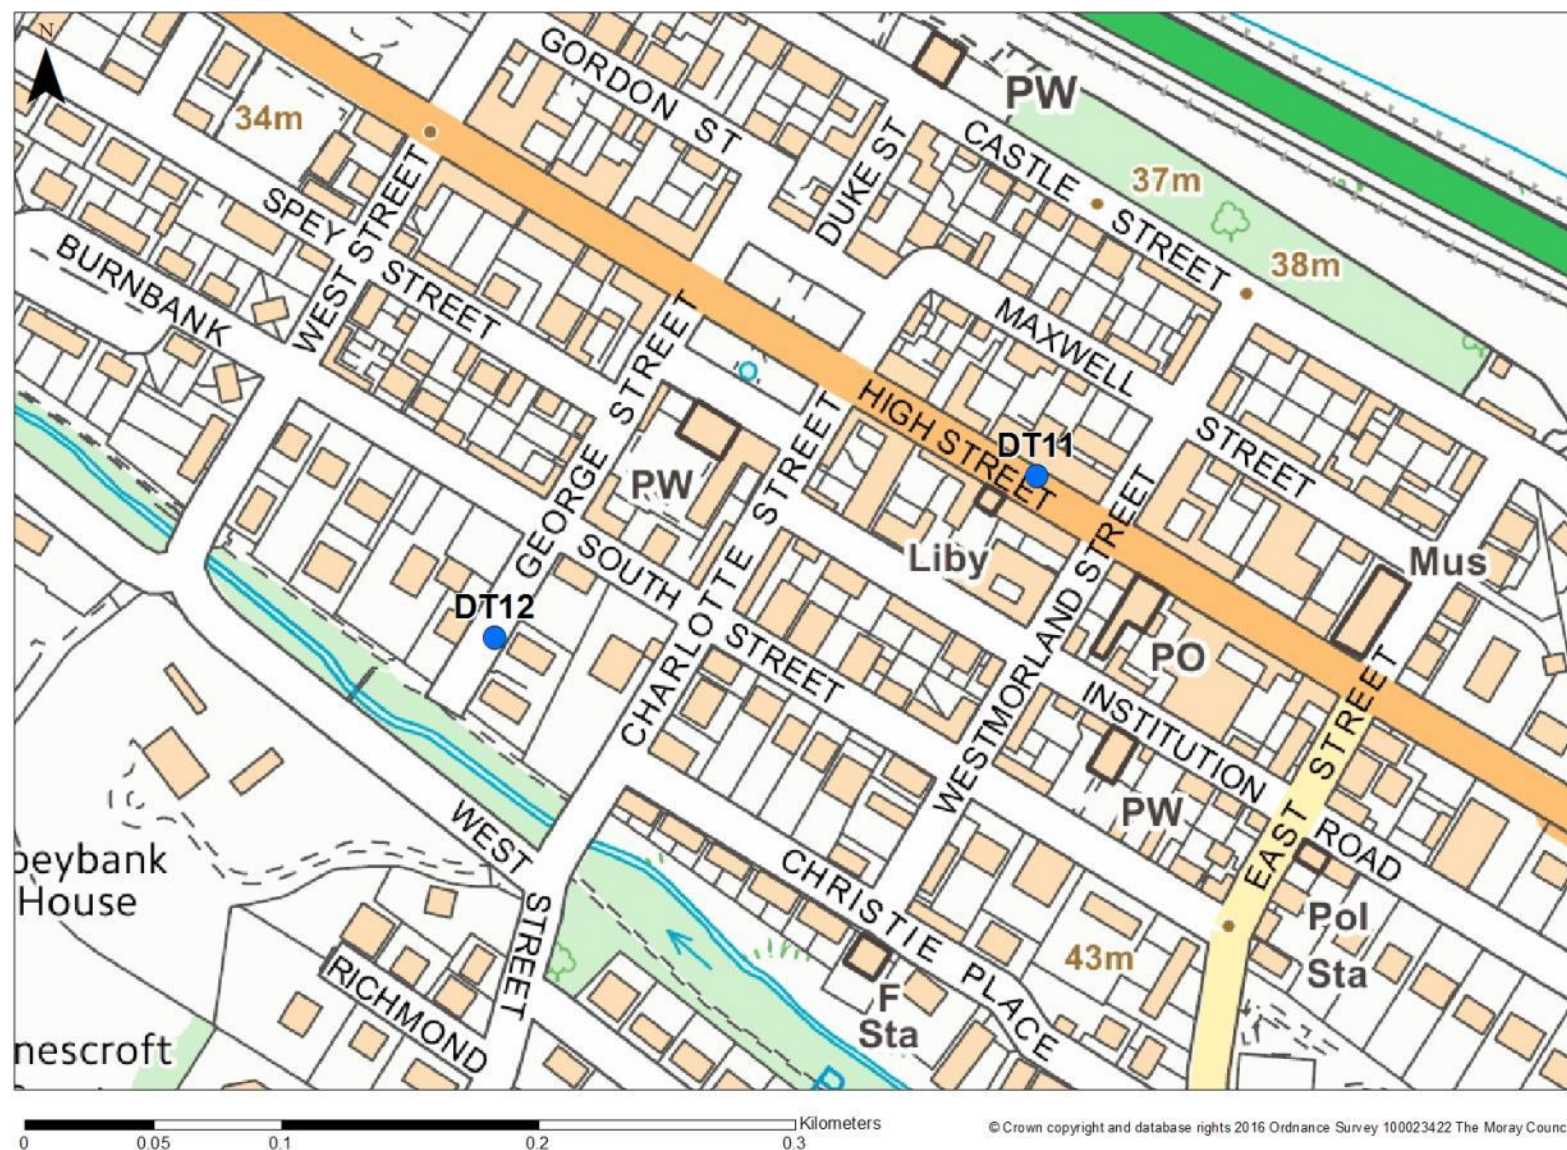 N
GORDON ST
PW
34m
CASTLE STREET
DUKE ST
37m
38m
WEST STREET
SPEY STREET
BURNBANK
MAXWELL STREET
HIGH STREET
DT11
GEORGE STREET
PW
CHARLOTTE STREET
Liby
Mus
WESTMORLAND STREET
SOUTH STREET
DT12
PO
INSTITUTION ROAD
EAST STREET
PW
WEST STREET
CHRISTIE PLACE
peybank
House
43m
Pol
Sta
RICHMOND
F
Sta
nescroft
0 0.05 0.1 0.2 0.3
Kilometers
© Crown copyright and database rights 2016 Ordnance Survey 100023422 The Moray Counc